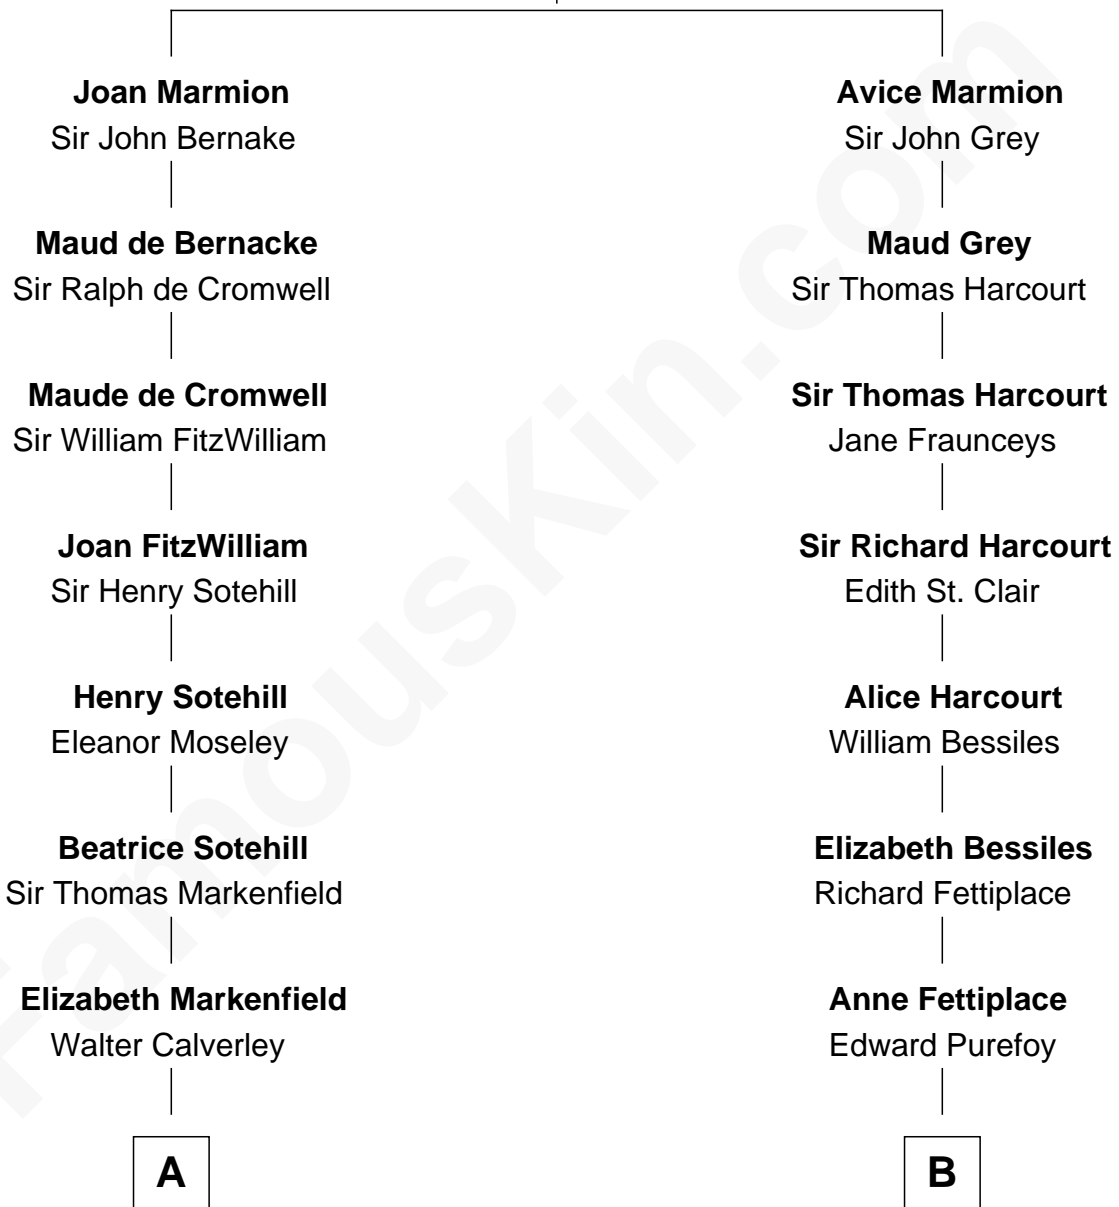 Joan Marmion
Sir John Bernake
Maud de Bernacke
Sir Ralph de Cromwell
Maude de Cromwell
Sir William FitzWilliam
Joan FitzWilliam
Sir Henry Sotehill
Henry Sotehill
Eleanor Moseley
Beatrice Sotehill
Sir Thomas Markenfield
Elizabeth Markenfield
Walter Calverley
A
Avice Marmion
Sir John Grey
Maud Grey
Sir Thomas Harcourt
Sir Thomas Harcourt
Jane Fraunceys
Sir Richard Harcourt
Edith St. Clair
Alice Harcourt
William Bessiles
Elizabeth Bessiles
Richard Fettiplace
Anne Fettiplace
Edward Purefoy
B
FamousKin.com